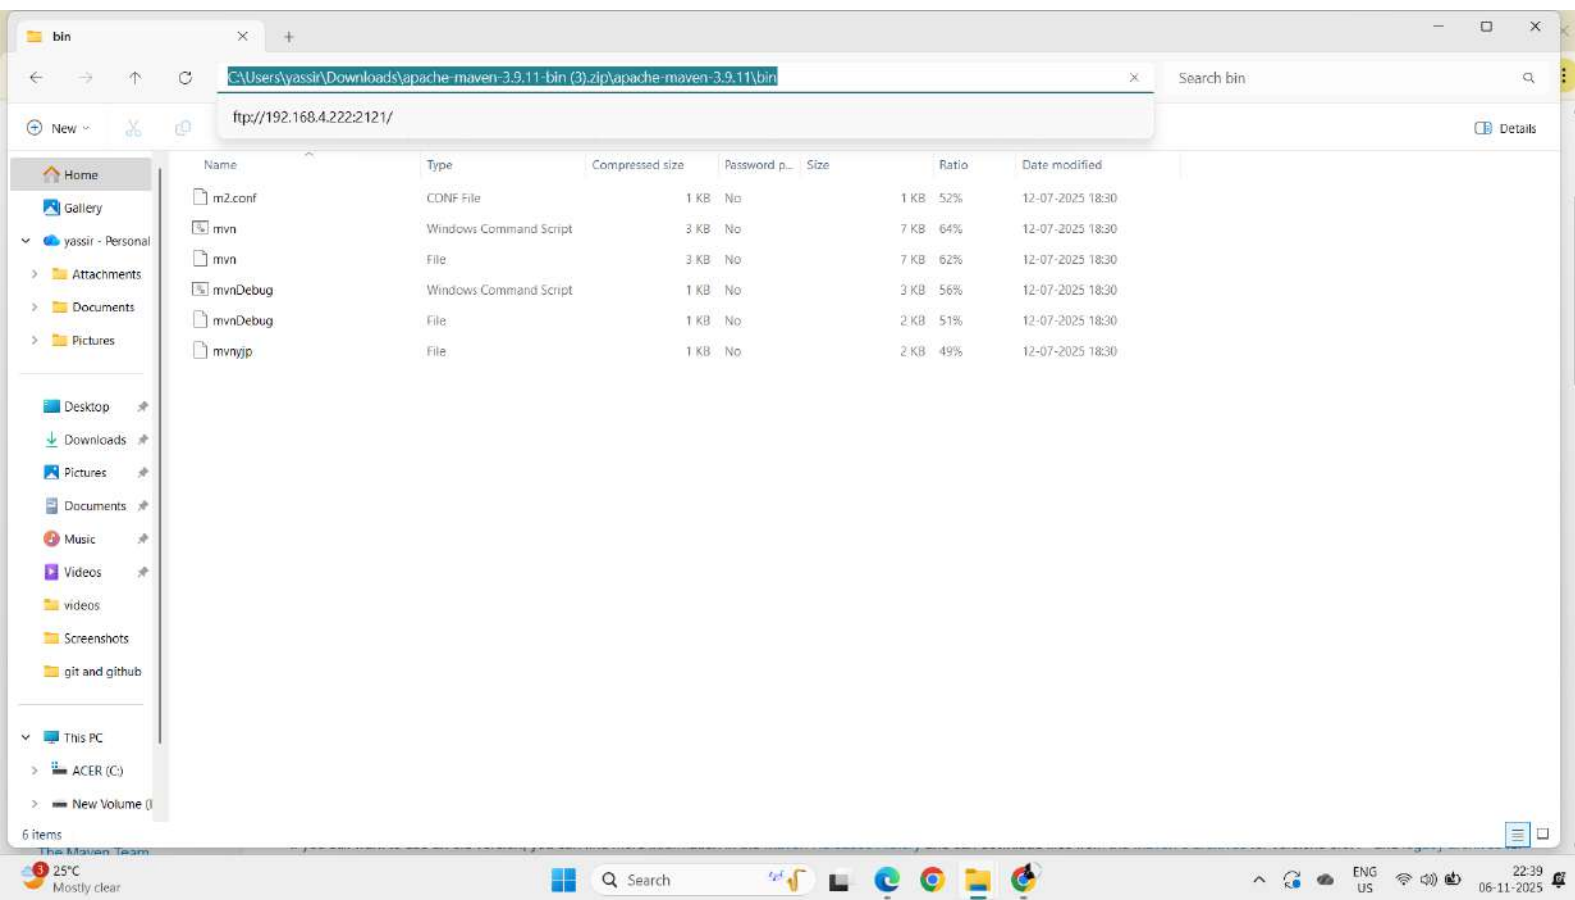 bin
C:\Users\yassir\Downloads\apache-maven-3.9.11-bin (3).zip\apache-maven-3.9.11\bin
Search bin
ftp://192.168.4.222:2121/
New
Details
Name Type Compressed size Password p... Size Ratio Date modified
m2.conf CONF File 1 KB No 1 KB 52% 12-07-2025 18:30
mvn Windows Command Script 3 KB No 7 KB 64% 12-07-2025 18:30
mvn File 3 KB No 7 KB 62% 12-07-2025 18:30
mvnDebug Windows Command Script 1 KB No 3 KB 56% 12-07-2025 18:30
mvnDebug File 1 KB No 2 KB 51% 12-07-2025 18:30
mvnyjp File 1 KB No 2 KB 49% 12-07-2025 18:30
Home
Gallery
yassir - Personal
Attachments
Documents
Pictures
Desktop
Downloads
Pictures
Documents
Music
Videos
videos
Screenshots
git and github
This PC
ACER (C:)
New Volume (
6 items
The Maven Team
3
25°C
Mostly clear
Search
ENG
US
22:39
06-11-2025